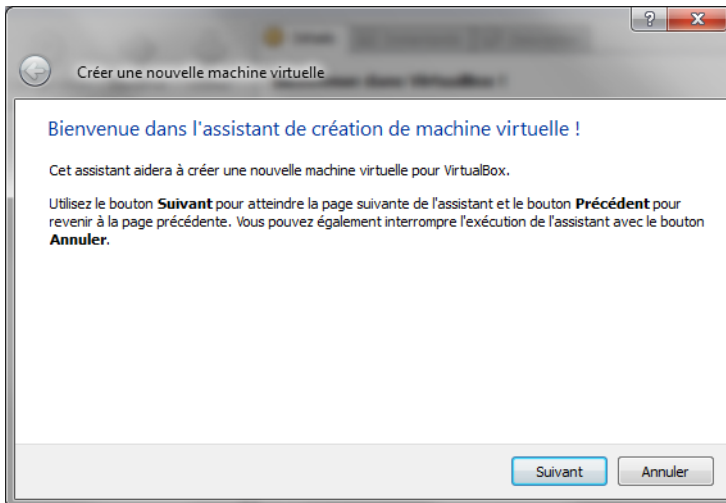 ?
Créer une nouvelle machine virtuelle
Bienvenue dans l'assistant de création de machine virtuelle !
Cet assistant aidera à créer une nouvelle machine virtuelle pour VirtualBox.
Utilisez le bouton Suivant pour atteindre la page suivante de l'assistant et le bouton Précédent pour
revenir à la page précédente. Vous pouvez également interrompre l'exécution de l'assistant avec le bouton
Annuler.
Suivant Annuler